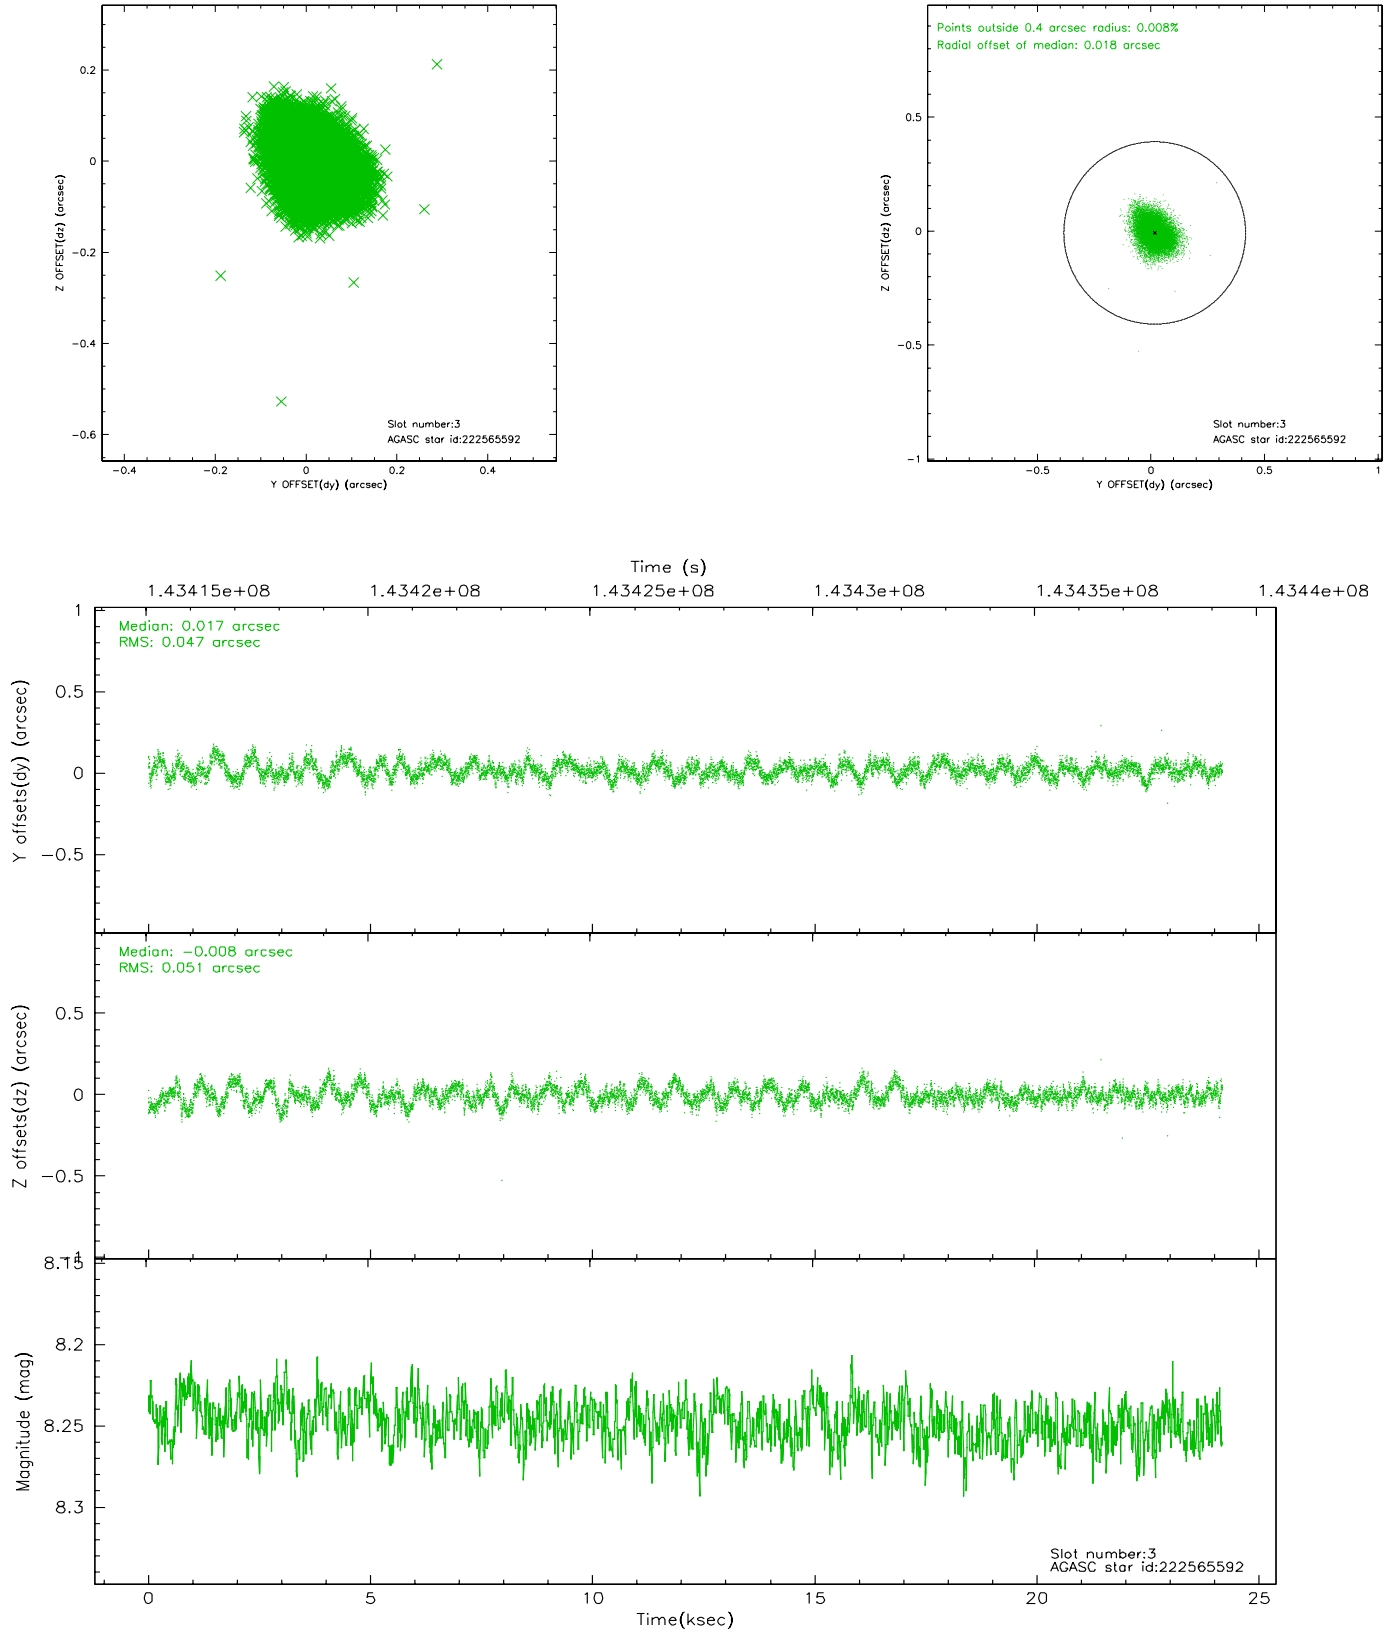 0.2
0
−0.2
−0.4
−0.6
Z OFFSET(dz) (arcsec)
Slot number:3
AGASC star id:222565592
−0.4 −0.2 0 0.2 0.4
Y OFFSET(dy) (arcsec)
Points outside 0.4 arcsec radius: 0.008%
Radial offset of median: 0.018 arcsec
0.5
0
−0.5
−1
Z OFFSET(dz) (arcsec)
Slot number:3
AGASC star id:222565592
−0.5 0 0.5 1
Y OFFSET(dy) (arcsec)
Time (s)
1.43415e+08 1.4342e+08 1.43425e+08 1.4343e+08 1.43435e+08 1.4344e+08
Median: 0.017 arcsec
RMS: 0.047 arcsec
1
0.5
0
−0.5
Y offsets(dy) (arcsec)
Median: −0.008 arcsec
RMS: 0.051 arcsec
0.5
0
−0.5
−1
Z offsets(dz) (arcsec)
8.15
8.2
8.25
8.3
Magnitude (mag)
Slot number:3
AGASC star id:222565592
0 5 10 15 20 25
Time(ksec)